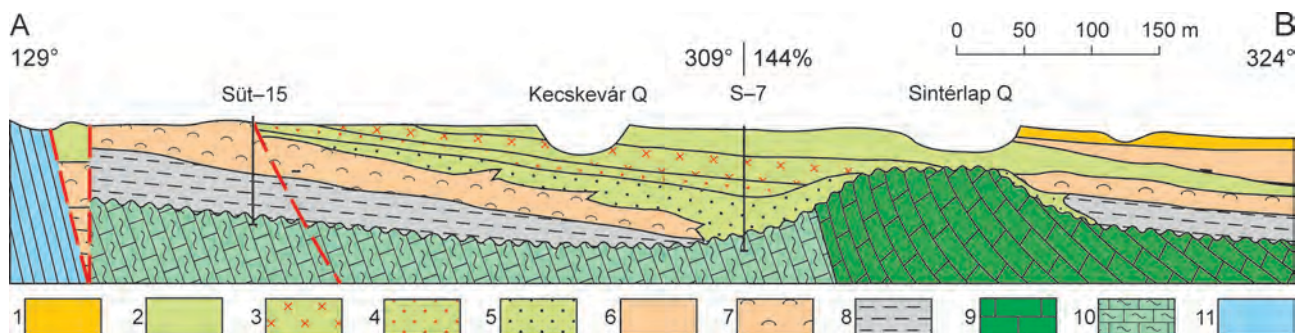 A B
129° 309° 144% 0 50 100 150 m 324°
Süt–15 Kecskevár Q S–7 Sintérlap Q
1 2 3 4 5 6 7 8 9 10 11